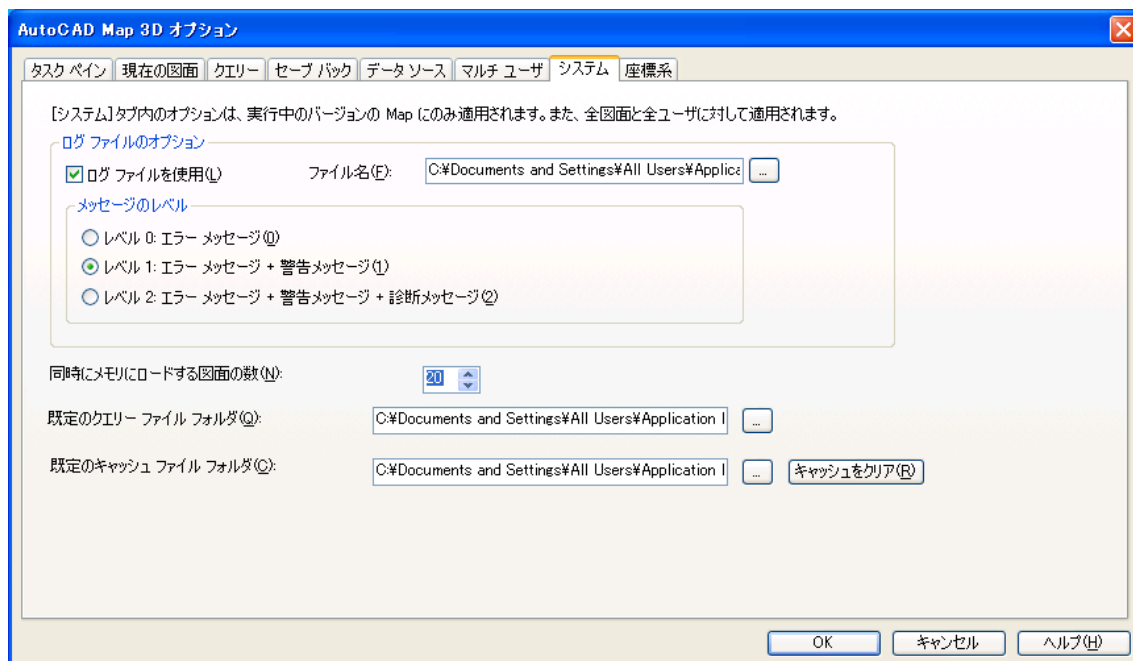 AutoCAD Map 3D オプション
タスク ペイン 現在の図面 クエリー セーブ バック データ ソース マルチ ユーザ システム 座標系
[システム]タブ内のオプションは、実行中のバージョンの Map にのみ適用されます。また、全図面と全ユーザに対して適用されます。
ログ ファイルのオプション
ログ ファイルを使用(L) ファイル名(F): C:¥Documents and Settings¥All Users¥Applica ...
メッセージのレベル
レベル 0: エラー メッセージ(0)
レベル 1: エラー メッセージ + 警告メッセージ(1)
レベル 2: エラー メッセージ + 警告メッセージ + 診断メッセージ(2)
同時にメモリにロードする図面の数(N): 20
既定のクエリー ファイル フォルダ(Q): C:¥Documents and Settings¥All Users¥Application ...
既定のキャッシュ ファイル フォルダ(C): C:¥Documents and Settings¥All Users¥Application ... キャッシュをクリア(R)
OK キャンセル ヘルプ(H)